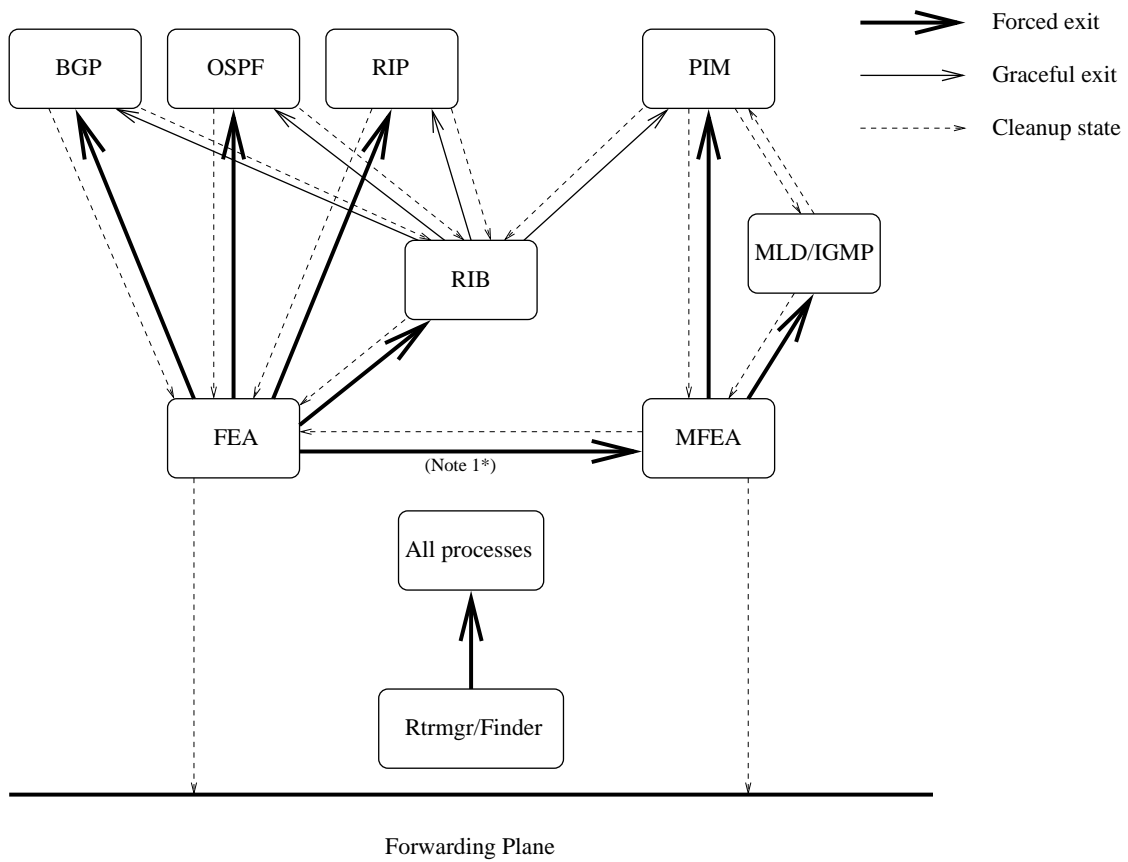 Forced exit
BGP
OSPF
RIP
PIM
Graceful exit
Cleanup state
MLD/IGMP
RIB
FEA
MFEA
(Note 1*)
All processes
Rtrmgr/Finder
Forwarding Plane